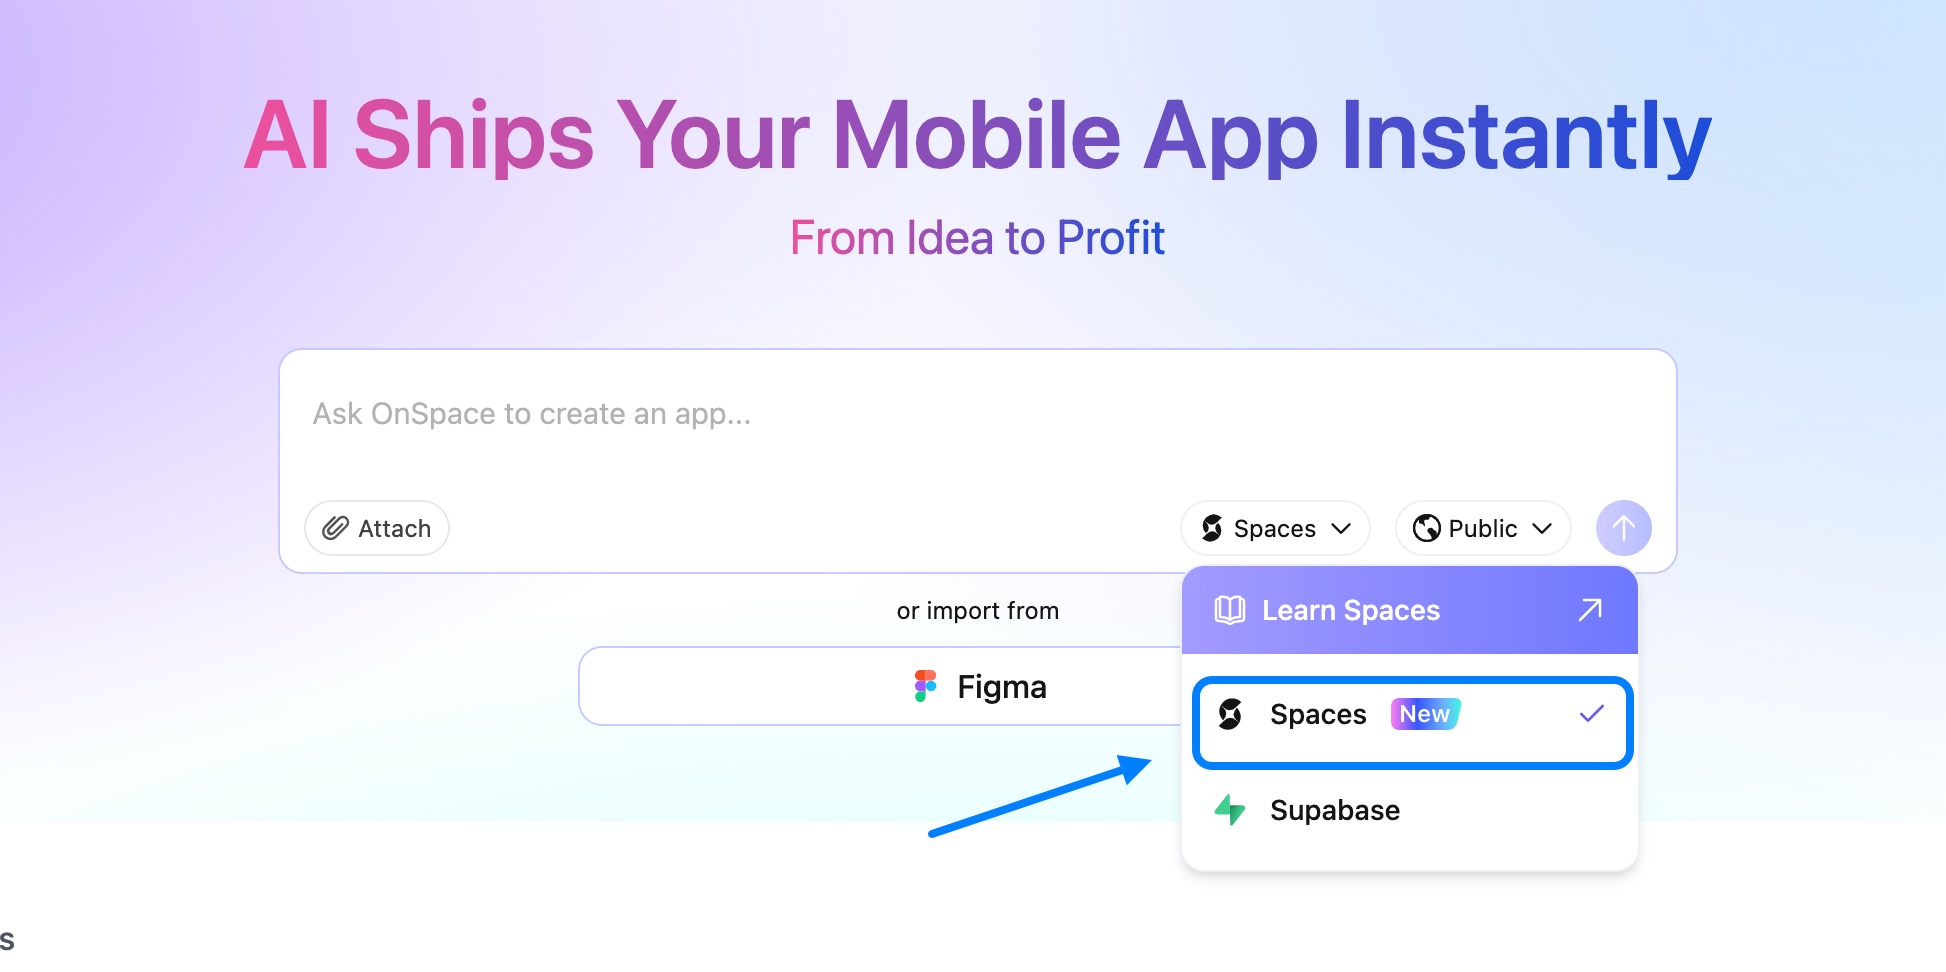 AI Ships Your Mobile App Instantly
From Idea to Profit
Ask OnSpace to create an app...
Attach
Spaces
Public
Learn Spaces
or import from
Figma
Spaces New
Supabase
s